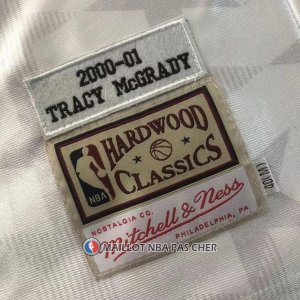 2000-01
TRACY McGRADY
HARDWOOD
CLASSICS
NBA
NOSTALGIA CO.
Mitchell & Ness
PHILADELPHIA, PA.
MAILLOT NBA PAS CHER